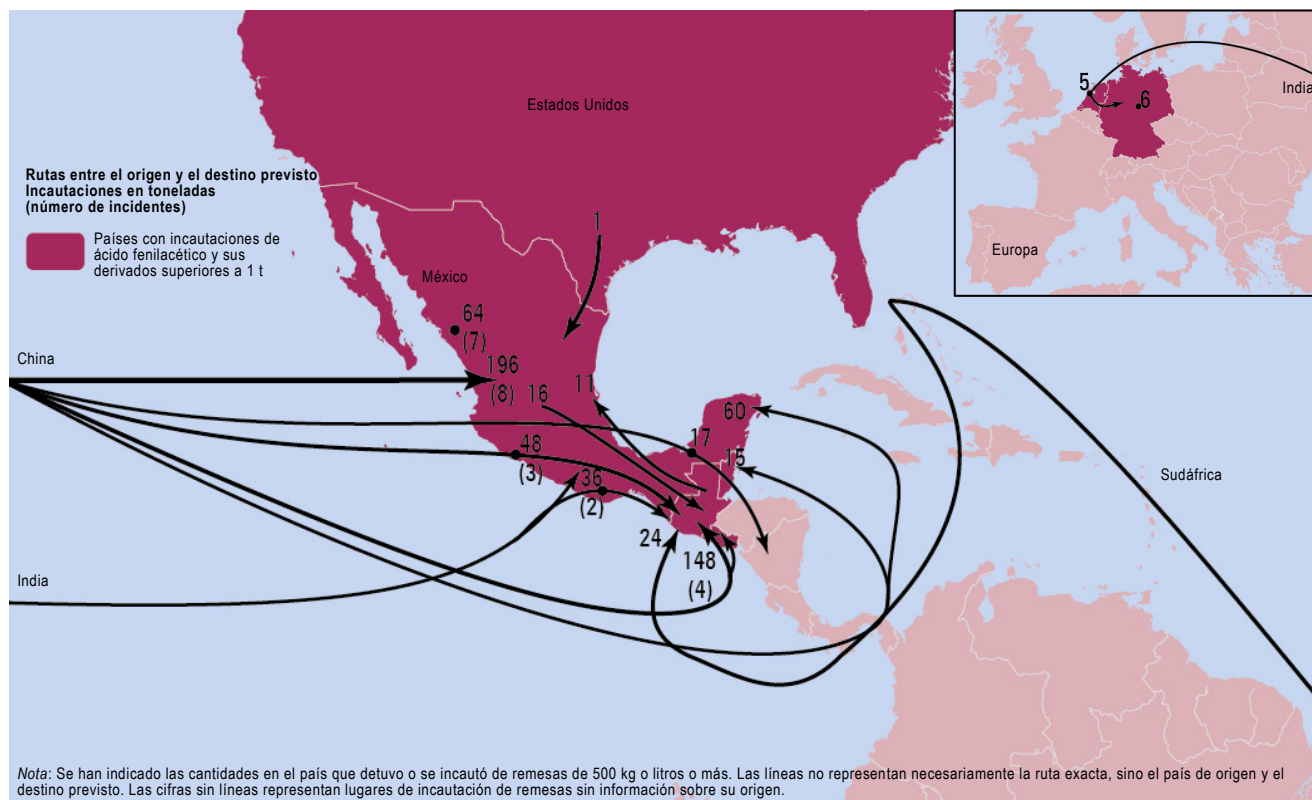 Estados Unidos
Rutas entre el origen y el destino previsto
Incautaciones en toneladas
(número de incidentes)
Países con incautaciones de
ácido fenilacético y sus
derivados superiores a 1 t
5
6
India
Europa
1
México
64
(7)
China
196
(8)
16
11
60
17
15
48
(3)
36
(2)
24
148
(4)
Sudáfrica
India
Nota: Se han indicado las cantidades en el país que detuvo o se incautó de remesas de 500 kg o litros o más. Las líneas no representan necesariamente la ruta exacta, sino el país de origen y el
destino previsto. Las cifras sin líneas representan lugares de incautación de remesas sin información sobre su origen.